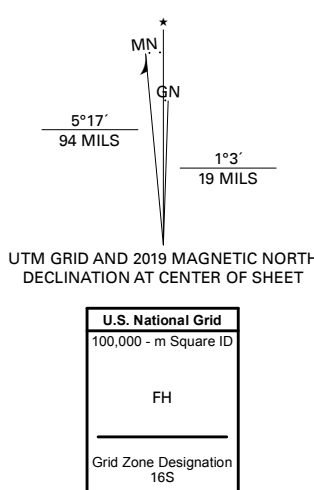 ★
MN
GN
5°17´
94 MILS
1°3´
19 MILS
UTM GRID AND 2019 MAGNETIC NORTH
DECLINATION AT CENTER OF SHEET
U.S. National Grid
100,000 - m Square ID
FH
Grid Zone Designation
16S